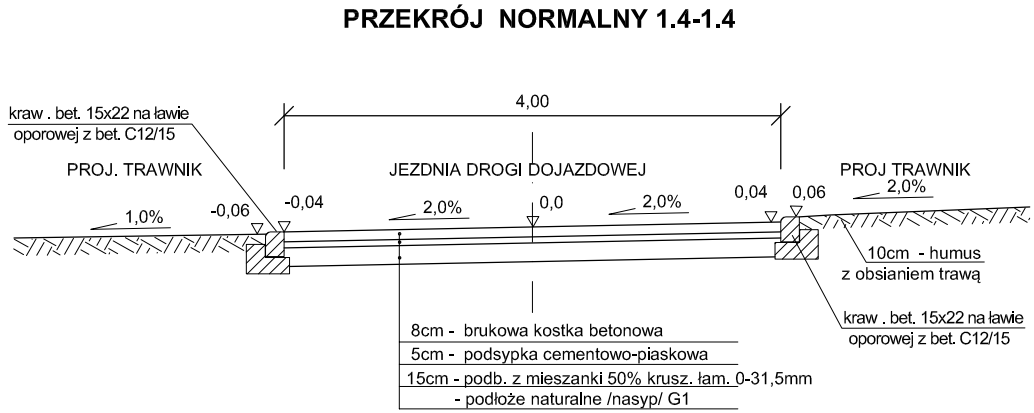 PRZEKRÓJ NORMALNY 1.4-1.4
kraw . bet. 15x22 na ławie
oporowej z bet. C12/15
4,00
PROJ. TRAWNIK
JEZDNIA DROGI DOJAZDOWEJ
PROJ TRAWNIK
1,0%
-0,06
-0,04
2,0%
0,0
2,0%
0,04
0,06
2,0%
10cm - humus
z obsianiem trawą
kraw . bet. 15x22 na ławie
oporowej z bet. C12/15
8cm - brukowa kostka betonowa
5cm - podsypka cementowo-piaskowa
15cm - podb. z mieszanki 50% krusz. łam. 0-31,5mm
- podłoże naturalne /nasyp/ G1